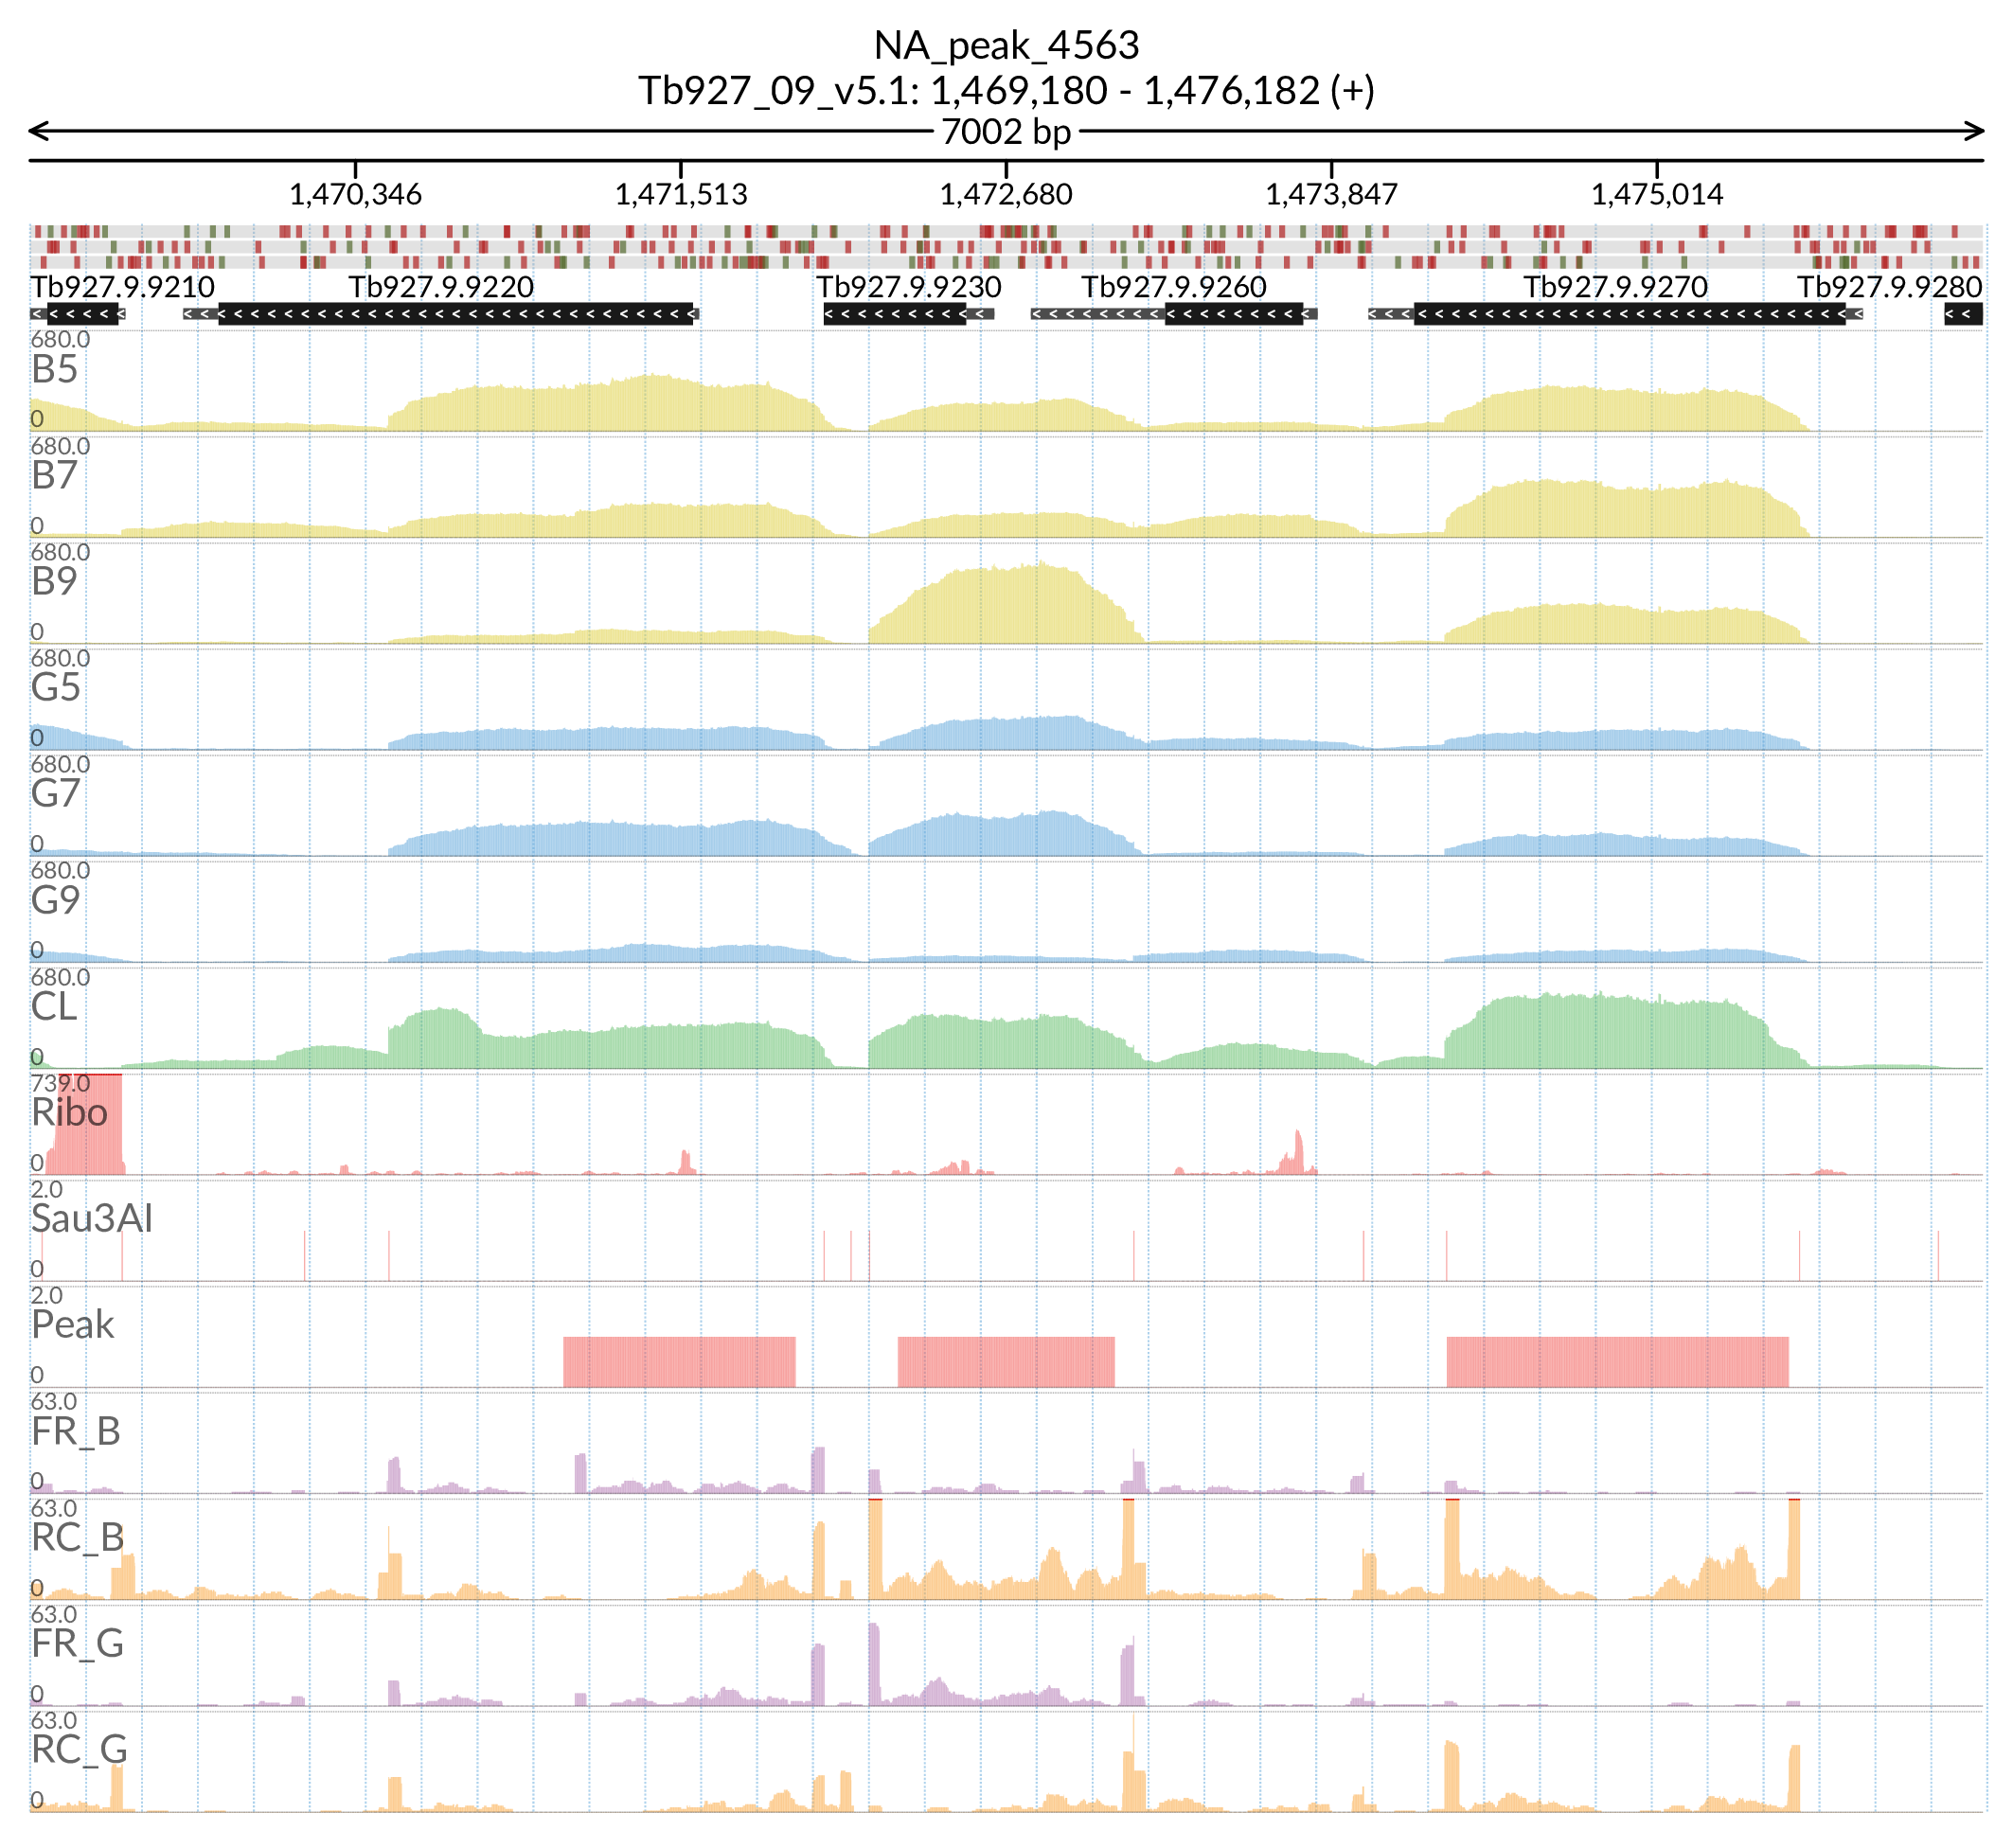 NA_peak_4563
Tb927_09_v5.1: 1,469,180 - 1,476,182 (+)
7002 bp
1,470,346 1,471,513 1,472,680 1,473,847 1,475,014
Tb927.9.9210 Tb927.9.9220 Tb927.9.9230 Tb927.9.9260 Tb927.9.9270 Tb927.9.9280
680.0
B5
0
680.0
B7
0
680.0
B9
0
680.0
G5
0
680.0
G7
0
680.0
G9
0
680.0
CL
0
739.0
Ribo
0
2.0
Sau3AI
0
2.0
Peak
0
63.0
FR_B
0
63.0
RC_B
0
63.0
FR_G
0
63.0
RC_G
0